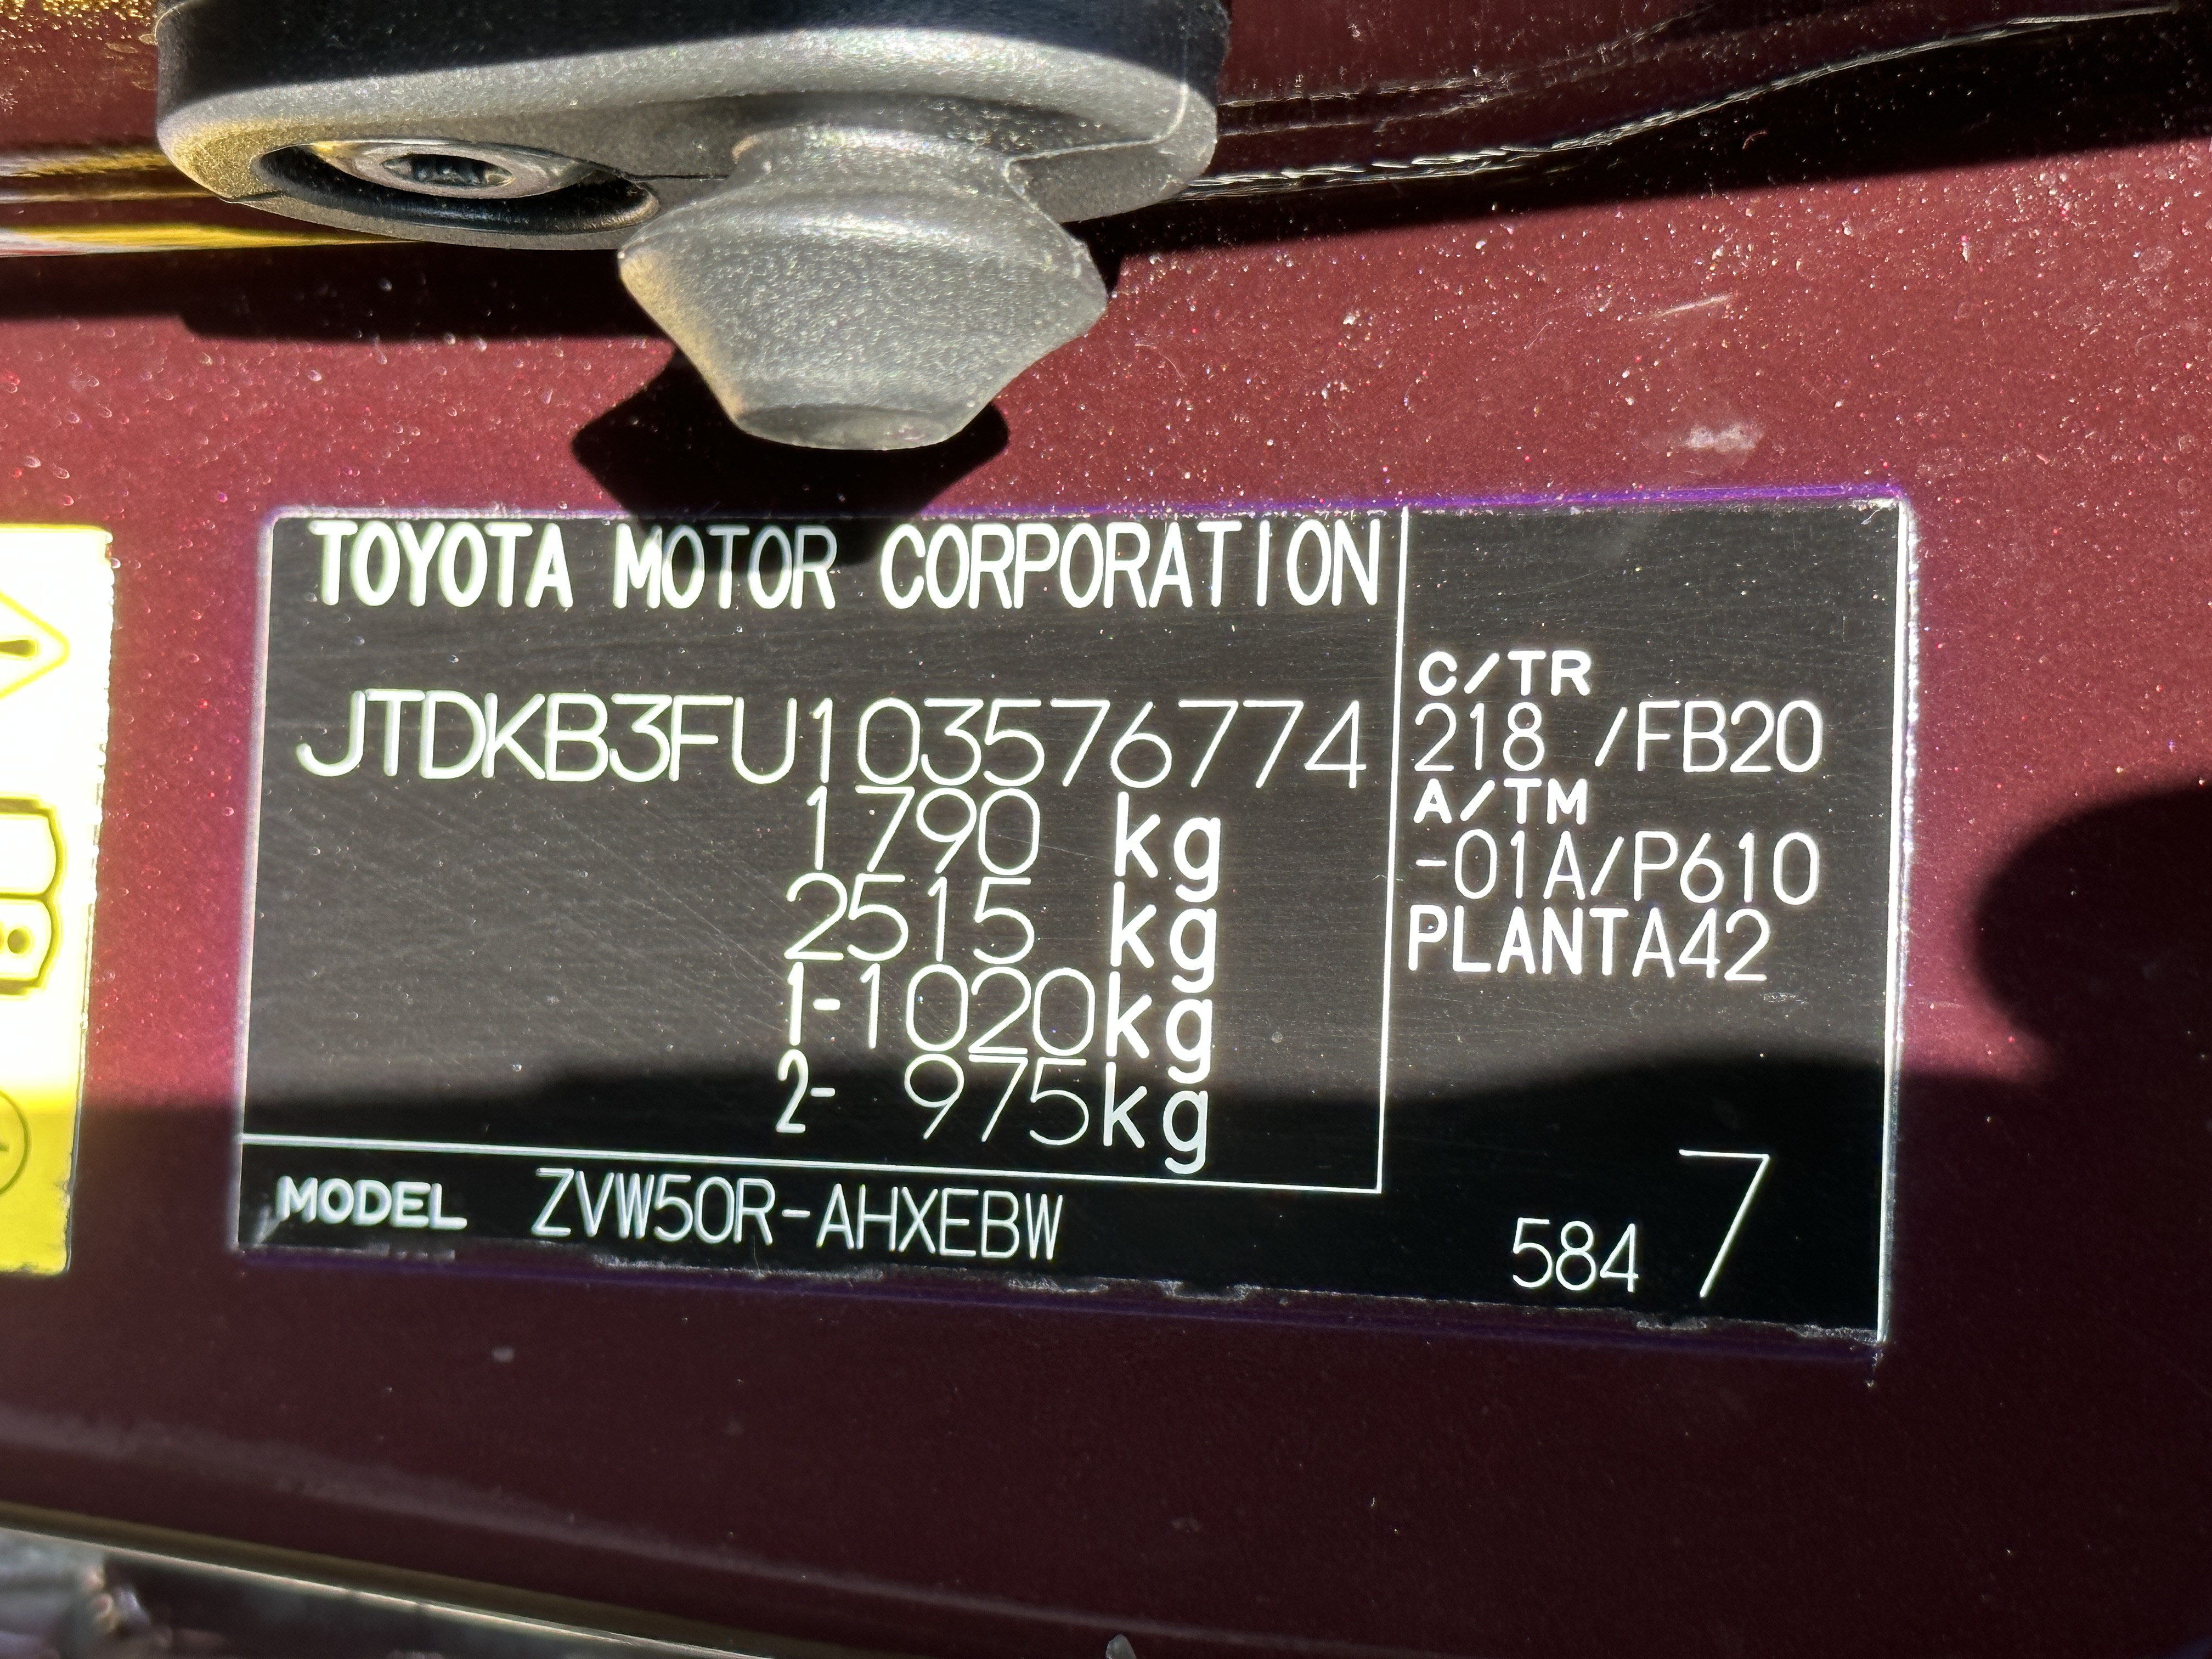 TOYOTA MOTOR CORPORATION
JTDKB3FU103576774
1790 kg
2515 kg
1-1020kg
2- 975kg
C/TR
218 /FB20
A/TM
-01A/P610
PLANTA42
MODEL ZVW50R-AHXEBW
584 7